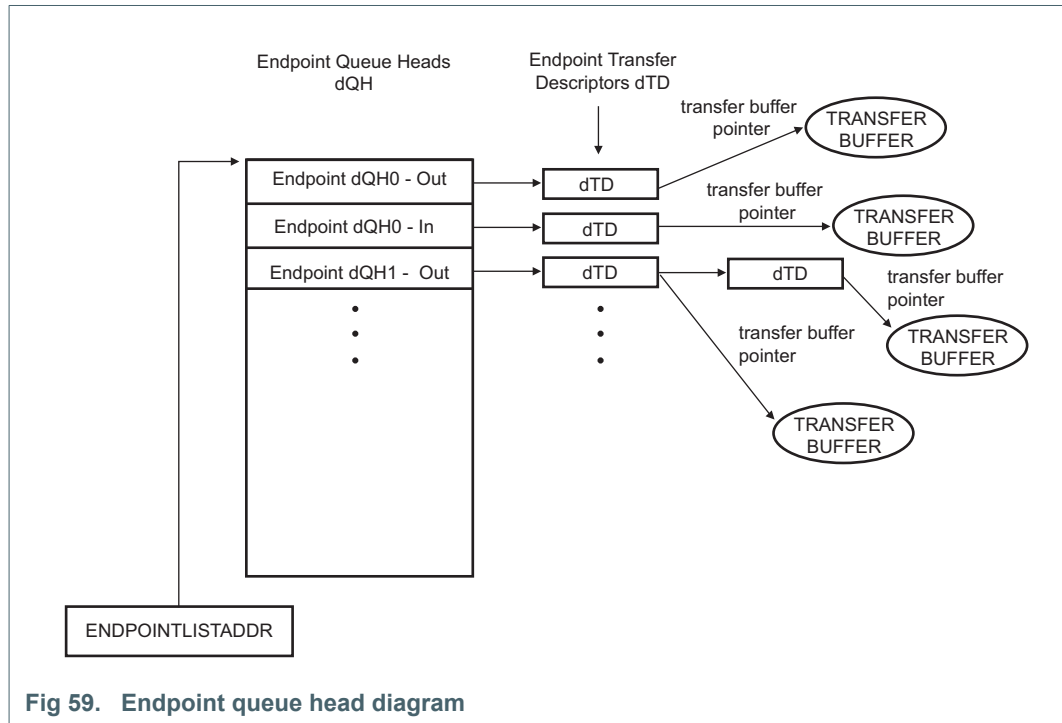 Endpoint Queue Heads
dQH
Endpoint Transfer
Descriptors dTD
transfer buffer
pointer
TRANSFER
BUFFER
Endpoint dQH0 - Out
dTD
transfer buffer
pointer
Endpoint dQH0 - In
dTD
TRANSFER
BUFFER
Endpoint dQH1 - Out
dTD
dTD
transfer buffer
pointer
transfer buffer
pointer
TRANSFER
BUFFER
TRANSFER
BUFFER
ENDPOINTLISTADDR
Fig 59. Endpoint queue head diagram